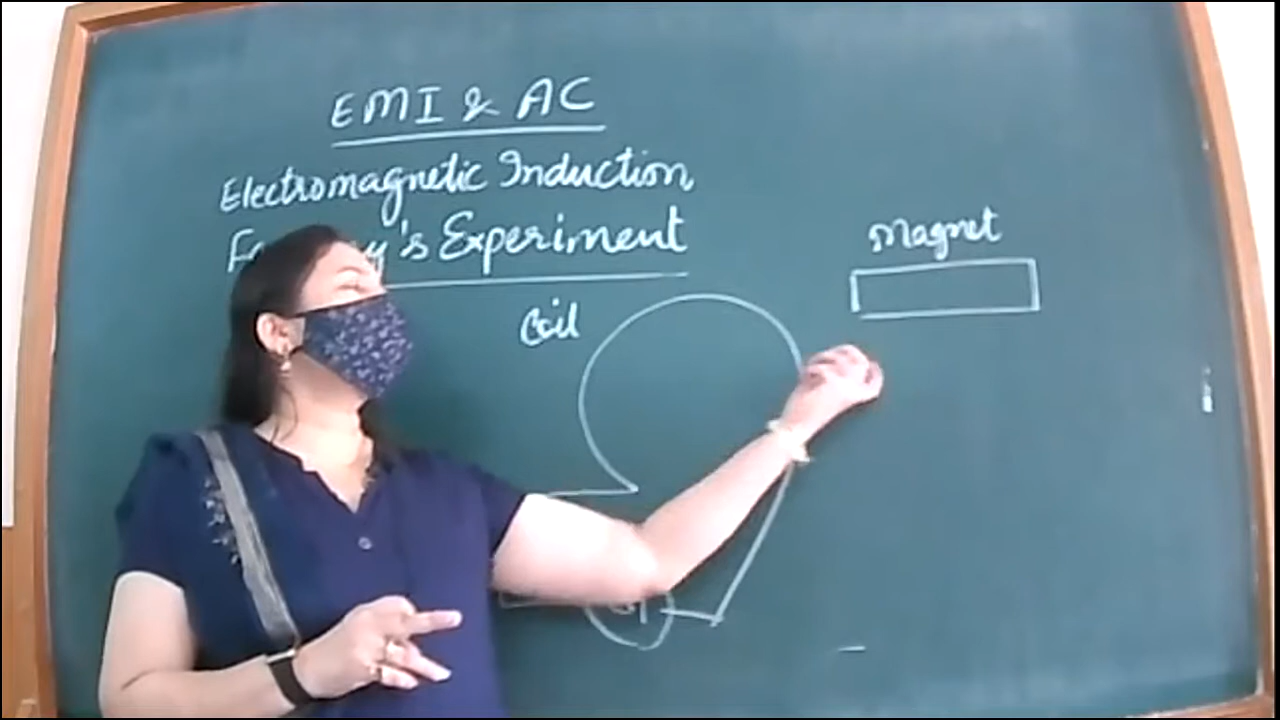 EMI & AC
Electromagnetic Induction
's Experiment
Magnet
Coil
G